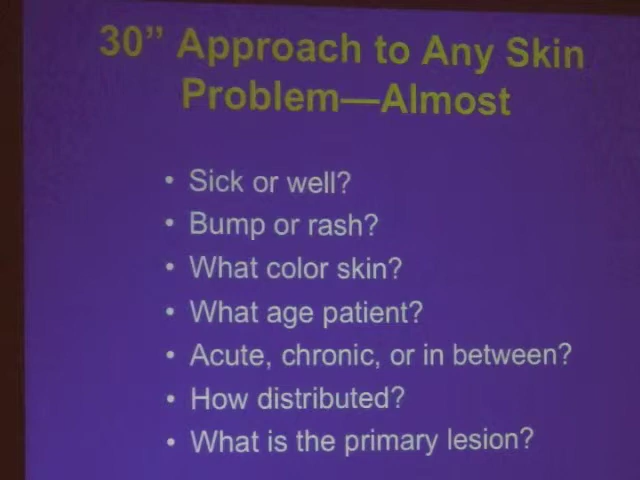 30” Approach to Any Skin
Problem—Almost
• Sick or well?
• Bump or rash?
• What color skin?
• What age patient?
• Acute, chronic, or in between?
• How distributed?
• What is the primary lesion?